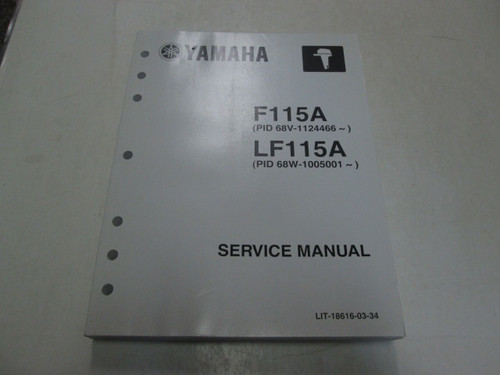 YAMAHA
F115A
(PID 68V-1124466 ~ )
LF115A
(PID 68W-1005001 ~ )
SERVICE MANUAL
LIT-18616-03-34